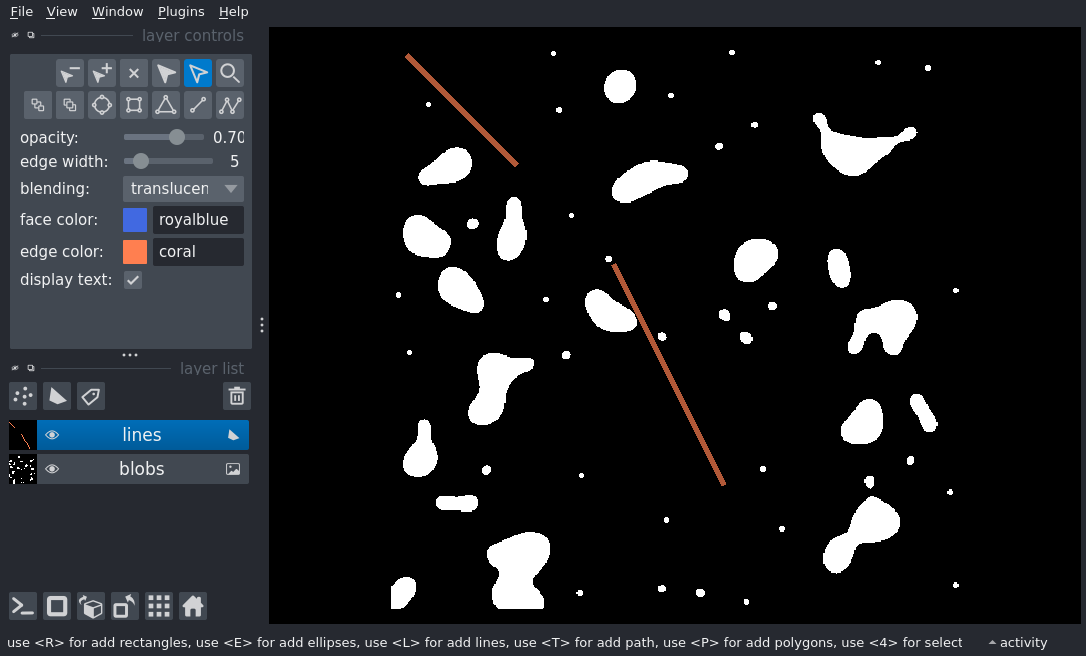 File View Window Plugins Help
layer controls
opacity: 0.70
edge width: 5
blending: translucen
face color: royalblue
edge color: coral
display text:
layer list
lines
blobs
use <R> for add rectangles, use <E> for add ellipses, use <L> for add lines, use <T> for add path, use <P> for add polygons, use <4> for select
activity